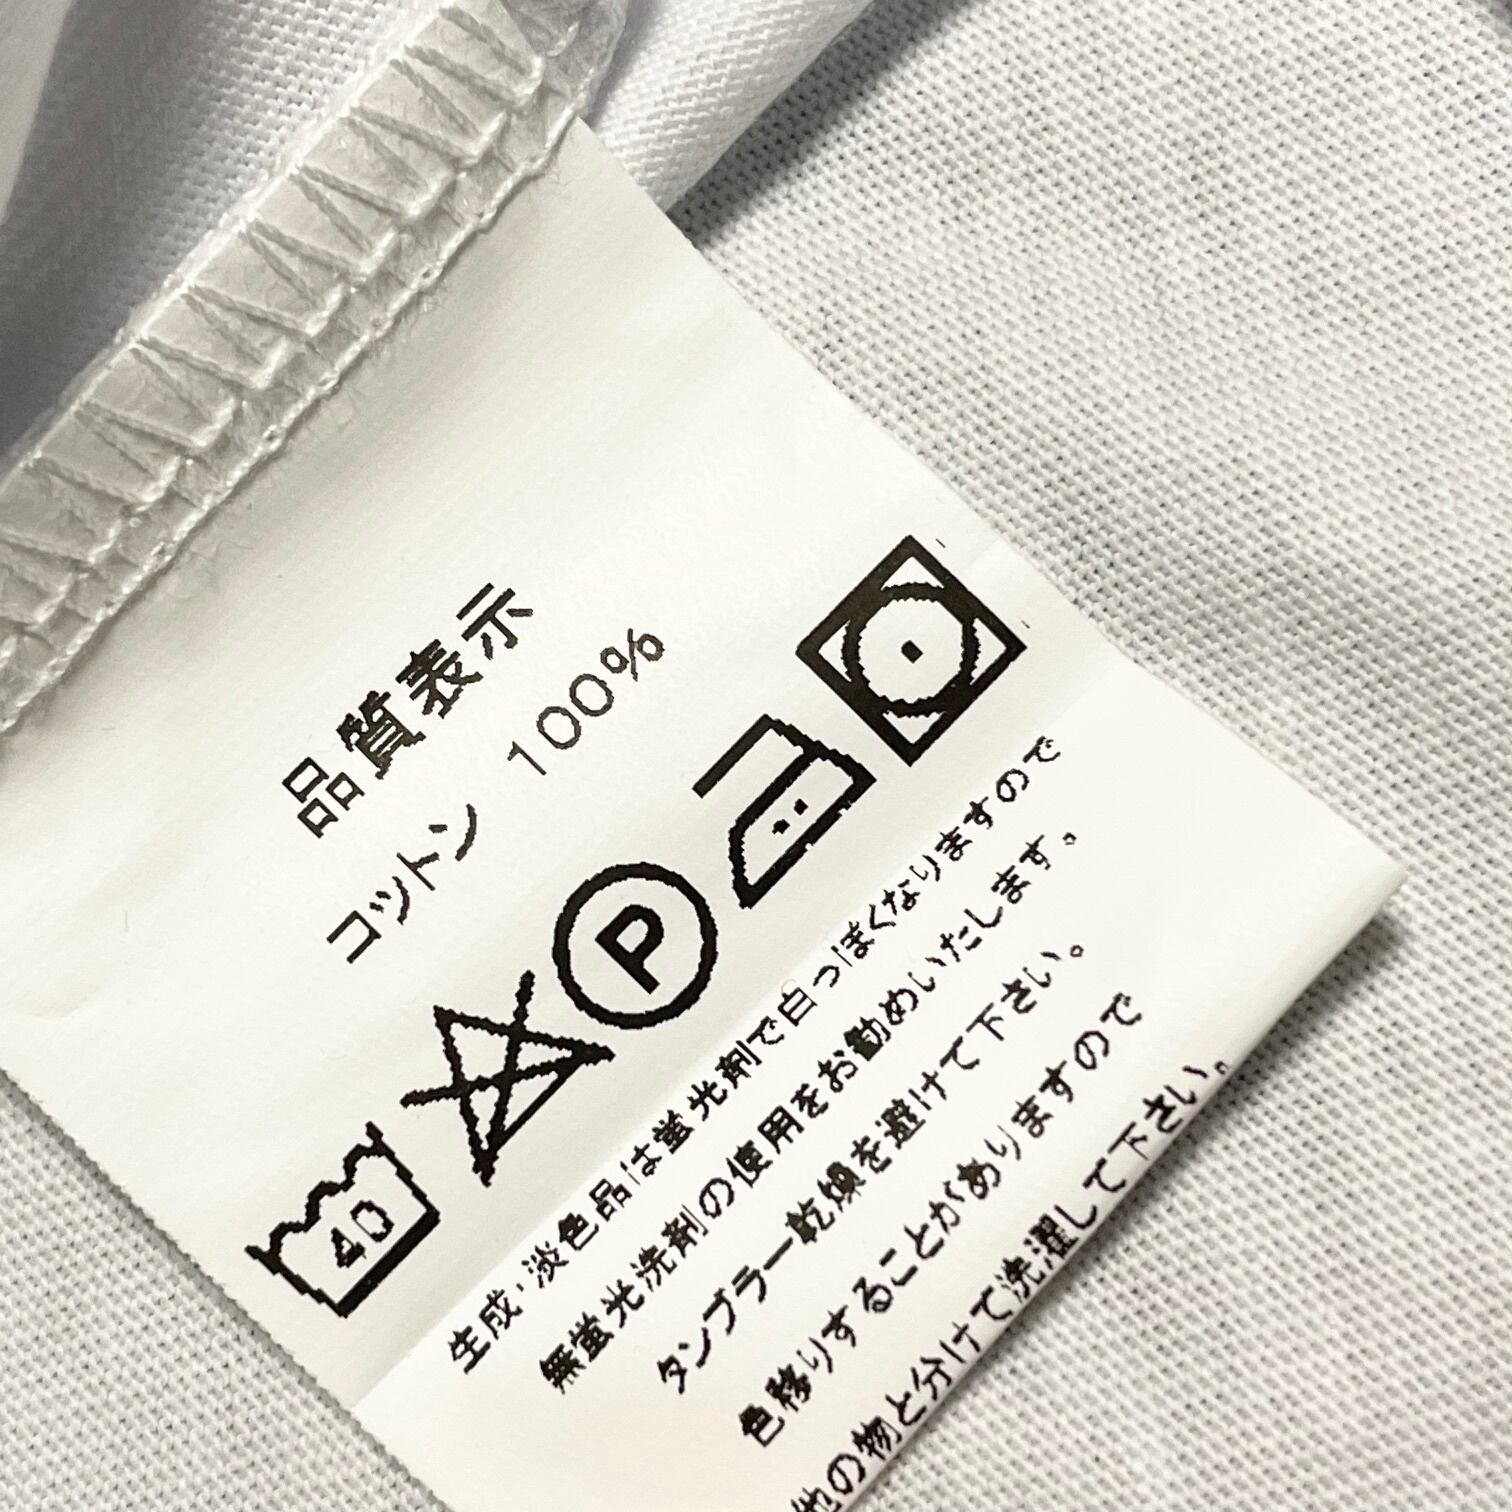 品質表示
コットン 100%
40 P
生成・淡色品は蛍光剤で白っぽくなりますので
無蛍光洗剤の使用をお勧めいたします。
タンブラー乾燥を避けて下さい。
色移りすることがありますので
他の物と分けて洗濯して下さい。